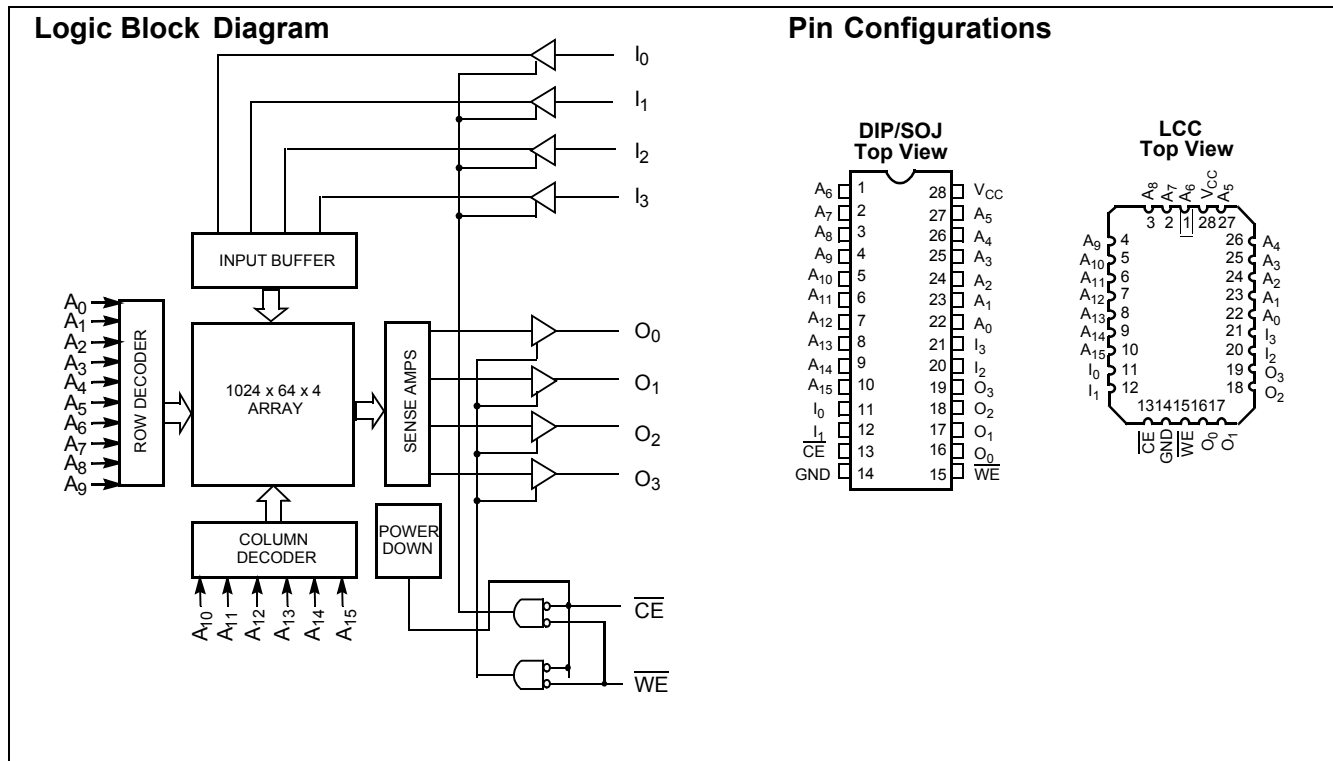 Logic Block Diagram
I0
I1
I2
I3
INPUT BUFFER
A0
A1
A2
A3
A4
A5
A6
A7
A8
A9
ROW DECODER
1024 x 64 x 4
ARRAY
SENSE AMPS
O0
O1
O2
O3
COLUMN
DECODER
POWER
DOWN
A10
A11
A12
A13
A14
A15
CE
WE
Pin Configurations
DIP/SOJ
Top View
A6 1 28 VCC
A7 2 27 A5
A8 3 26 A4
A9 4 25 A3
A10 5 24 A2
A11 6 23 A1
A12 7 22 A0
A13 8 21 I3
A14 9 20 I2
A15 10 19 O3
I0 11 18 O2
I1 12 17 O1
CE 13 16 O0
GND 14 15 WE
LCC
Top View
A8 A7 A6 VCC A5
3 2 1 28 27
A9 4 26 A4
A10 5 25 A3
A11 6 24 A2
A12 7 23 A1
A13 8 22 A0
A14 9 21 I3
A15 10 20 I2
I0 11 19 O3
I1 12 18 O2
13 14 15 16 17
CE GND WE O0 O1